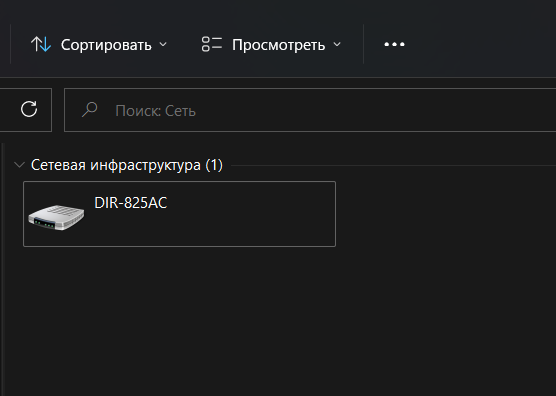 Сортировать
Просмотреть
Поиск: Сеть
Сетевая инфраструктура (1)
DIR-825AC